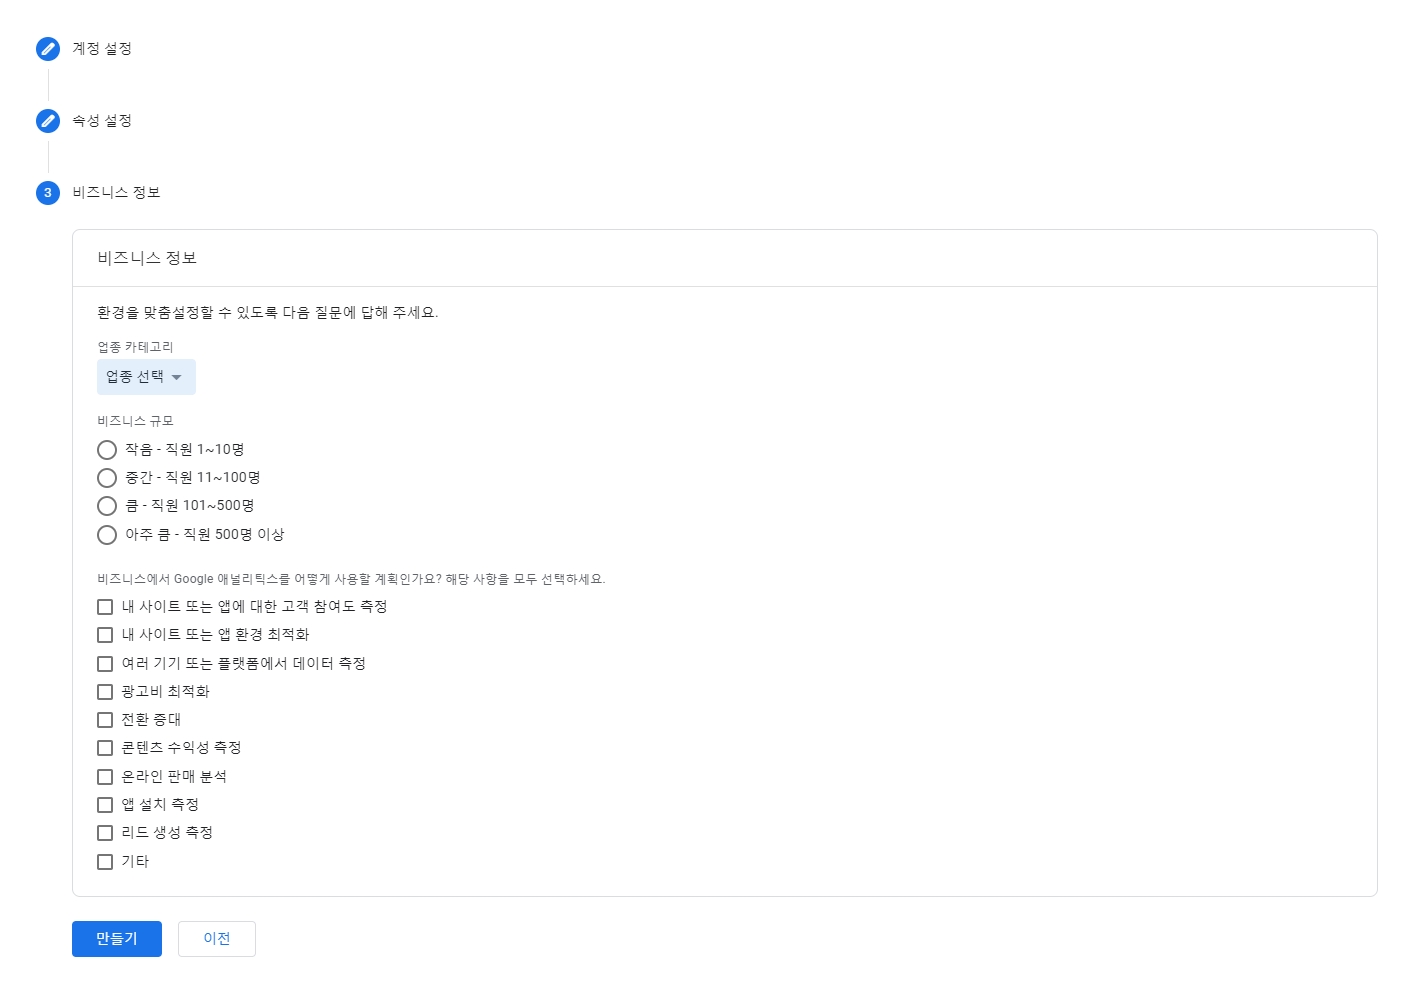 계정 설정
속성 설정
3 비즈니스 정보
비즈니스 정보
환경을 맞춤설정할 수 있도록 다음 질문에 답해 주세요.
업종 카테고리
업종 선택
비즈니스 규모
작음 - 직원 1~10명
중간 - 직원 11~100명
큼 - 직원 101~500명
아주 큼 - 직원 500명 이상
비즈니스에서 Google 애널리틱스를 어떻게 사용할 계획인가요? 해당 사항을 모두 선택하세요.
내 사이트 또는 앱에 대한 고객 참여도 측정
내 사이트 또는 앱 환경 최적화
여러 기기 또는 플랫폼에서 데이터 측정
광고비 최적화
전환 증대
콘텐츠 수익성 측정
온라인 판매 분석
앱 설치 측정
리드 생성 측정
기타
만들기 이전